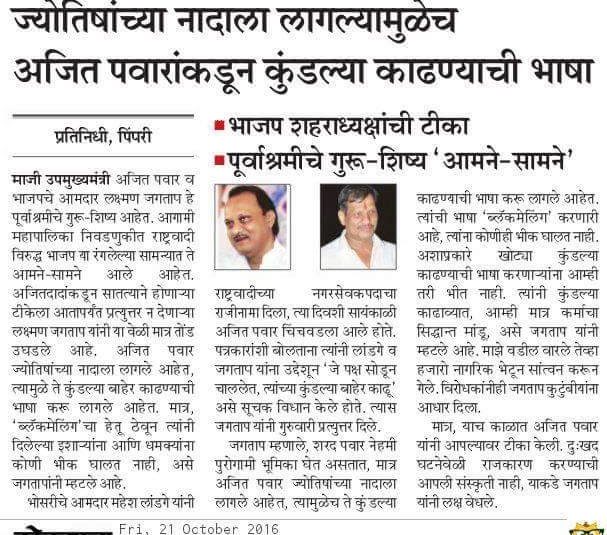 ज्योतिषांच्या नादाला लागल्यामुळेच
अजित पवारांकडून कुंडल्या काढण्याची भाषा
प्रतिनिधी, पिंपरी
माजी उपमुख्यमंत्री अजित पवार व
भाजपचे आमदार लक्ष्मण जगताप हे
पूर्वाश्रमीचे गुरू-शिष्य आहेत. आगामी
महापालिका निवडणुकीत राष्ट्रवादी
विरुद्ध भाजप या रंगलेल्या सामन्यात ते
आमने-सामने आले आहेत.
अजितदादांकडून सातत्याने होणाऱ्या
टीकेला आतापर्यंत प्रत्युत्तर न देणाऱ्या
लक्ष्मण जगताप यांनी या वेळी मात्र तोंड
उघडले आहे. अजित पवार
ज्योतिषांच्या नादाला लागले आहेत,
त्यामुळे ते कुंडल्या बाहेर काढण्याची
भाषा करू लागले आहेत. मात्र,
'ब्लॅकमेलिंग'चा हेतू ठेवून त्यांनी
दिलेल्या इशाऱ्यांना आणि धमक्यांना
कोणी भीक घालत नाही, असे
जगतापांनी म्हटले आहे.
भोसरीचे आमदार महेश लांडगे यांनी
भाजप शहराध्यक्षांची टीका
पूर्वाश्रमीचे गुरू-शिष्य 'आमने-सामने'
राष्ट्रवादीच्या नगरसेवकपदाचा
राजीनामा दिला, त्या दिवशी सायंकाळी
अजित पवार चिंचवडला आले होते.
पत्रकारांशी बोलताना त्यांनी लांडगे व
जगताप यांना उद्देशून 'जे पक्ष सोडून
चाललेत, त्यांच्या कुंडल्या बाहेर काढू'
असे सूचक विधान केले होते. त्यास
जगताप यांनी गुरुवारी प्रत्युत्तर दिले.
जगताप म्हणाले, शरद पवार नेहमी
पुरोगामी भूमिका घेत असतात, मात्र
अजित पवार ज्योतिषांच्या नादाला
लागले आहेत, त्यामुळेच ते कुंडल्या
काढण्याची भाषा करू लागले आहेत.
त्यांची भाषा 'ब्लॅकमेलिंग' करणारी
आहे, त्यांना कोणीही भीक घालत नाही.
अशाप्रकारे खोट्या कुंडल्या
काढण्याची भाषा करणाऱ्यांना आम्ही
तरी भीत नाही. त्यांनी कुंडल्या
काढाव्यात, आम्ही मात्र कर्माचा
सिद्धान्त मांडू, असे जगताप यांनी
म्हटले आहे. माझे वडील वारले तेव्हा
हजारो नागरिक भेटून सांत्वन करून
गेले. विरोधकांनीही जगताप कुटुंबीयांना
आधार दिला.
मात्र, याच काळात अजित पवार
यांनी आपल्यावर टीका केली. दुःखद
घटनेवेळी राजकारण करण्याची
आपली संस्कृती नाही, याकडे जगताप
यांनी लक्ष वेधले.
Fri, 21 October 2016